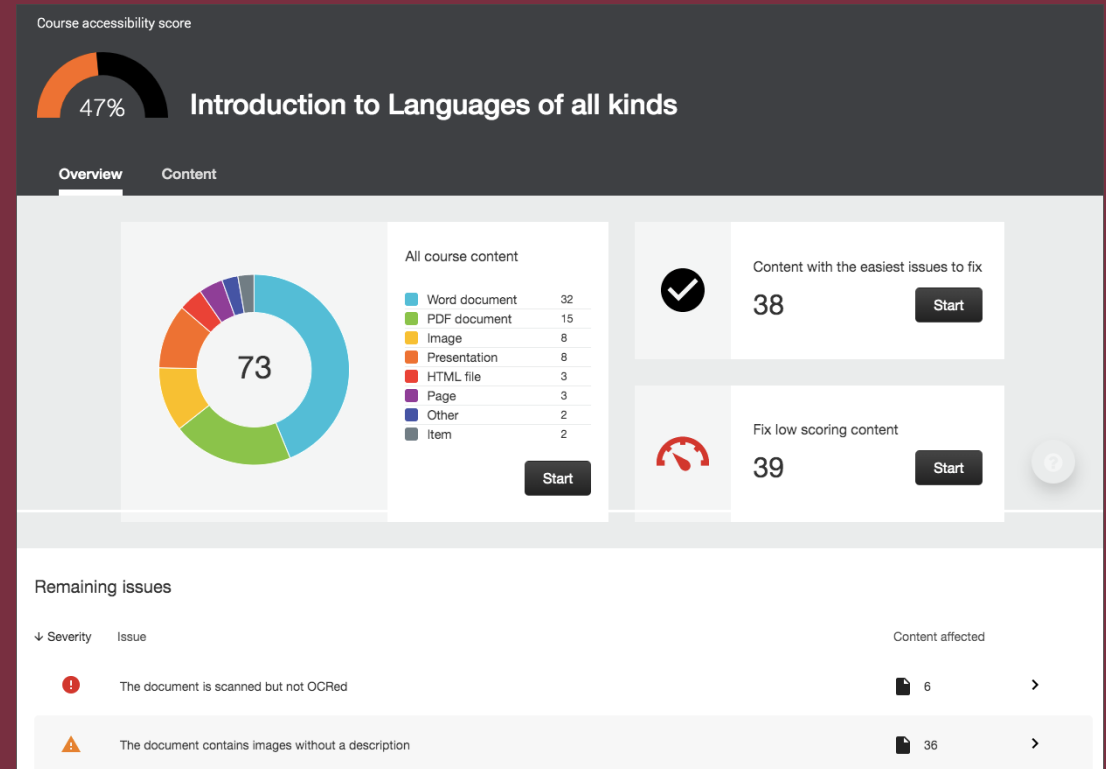 Course accessibility score
47%
Introduction to Languages of all kinds
Overview Content
73
All course content
Word document 32
PDF document 15
Image 8
Presentation 8
HTML file 3
Page 3
Other 2
Item 2
Start
Content with the easiest issues to fix
38 Start
Fix low scoring content
39 Start
?
Remaining issues
↓ Severity Issue Content affected
! The document is scanned but not OCRed 6 >
! The document contains images without a description 36 >